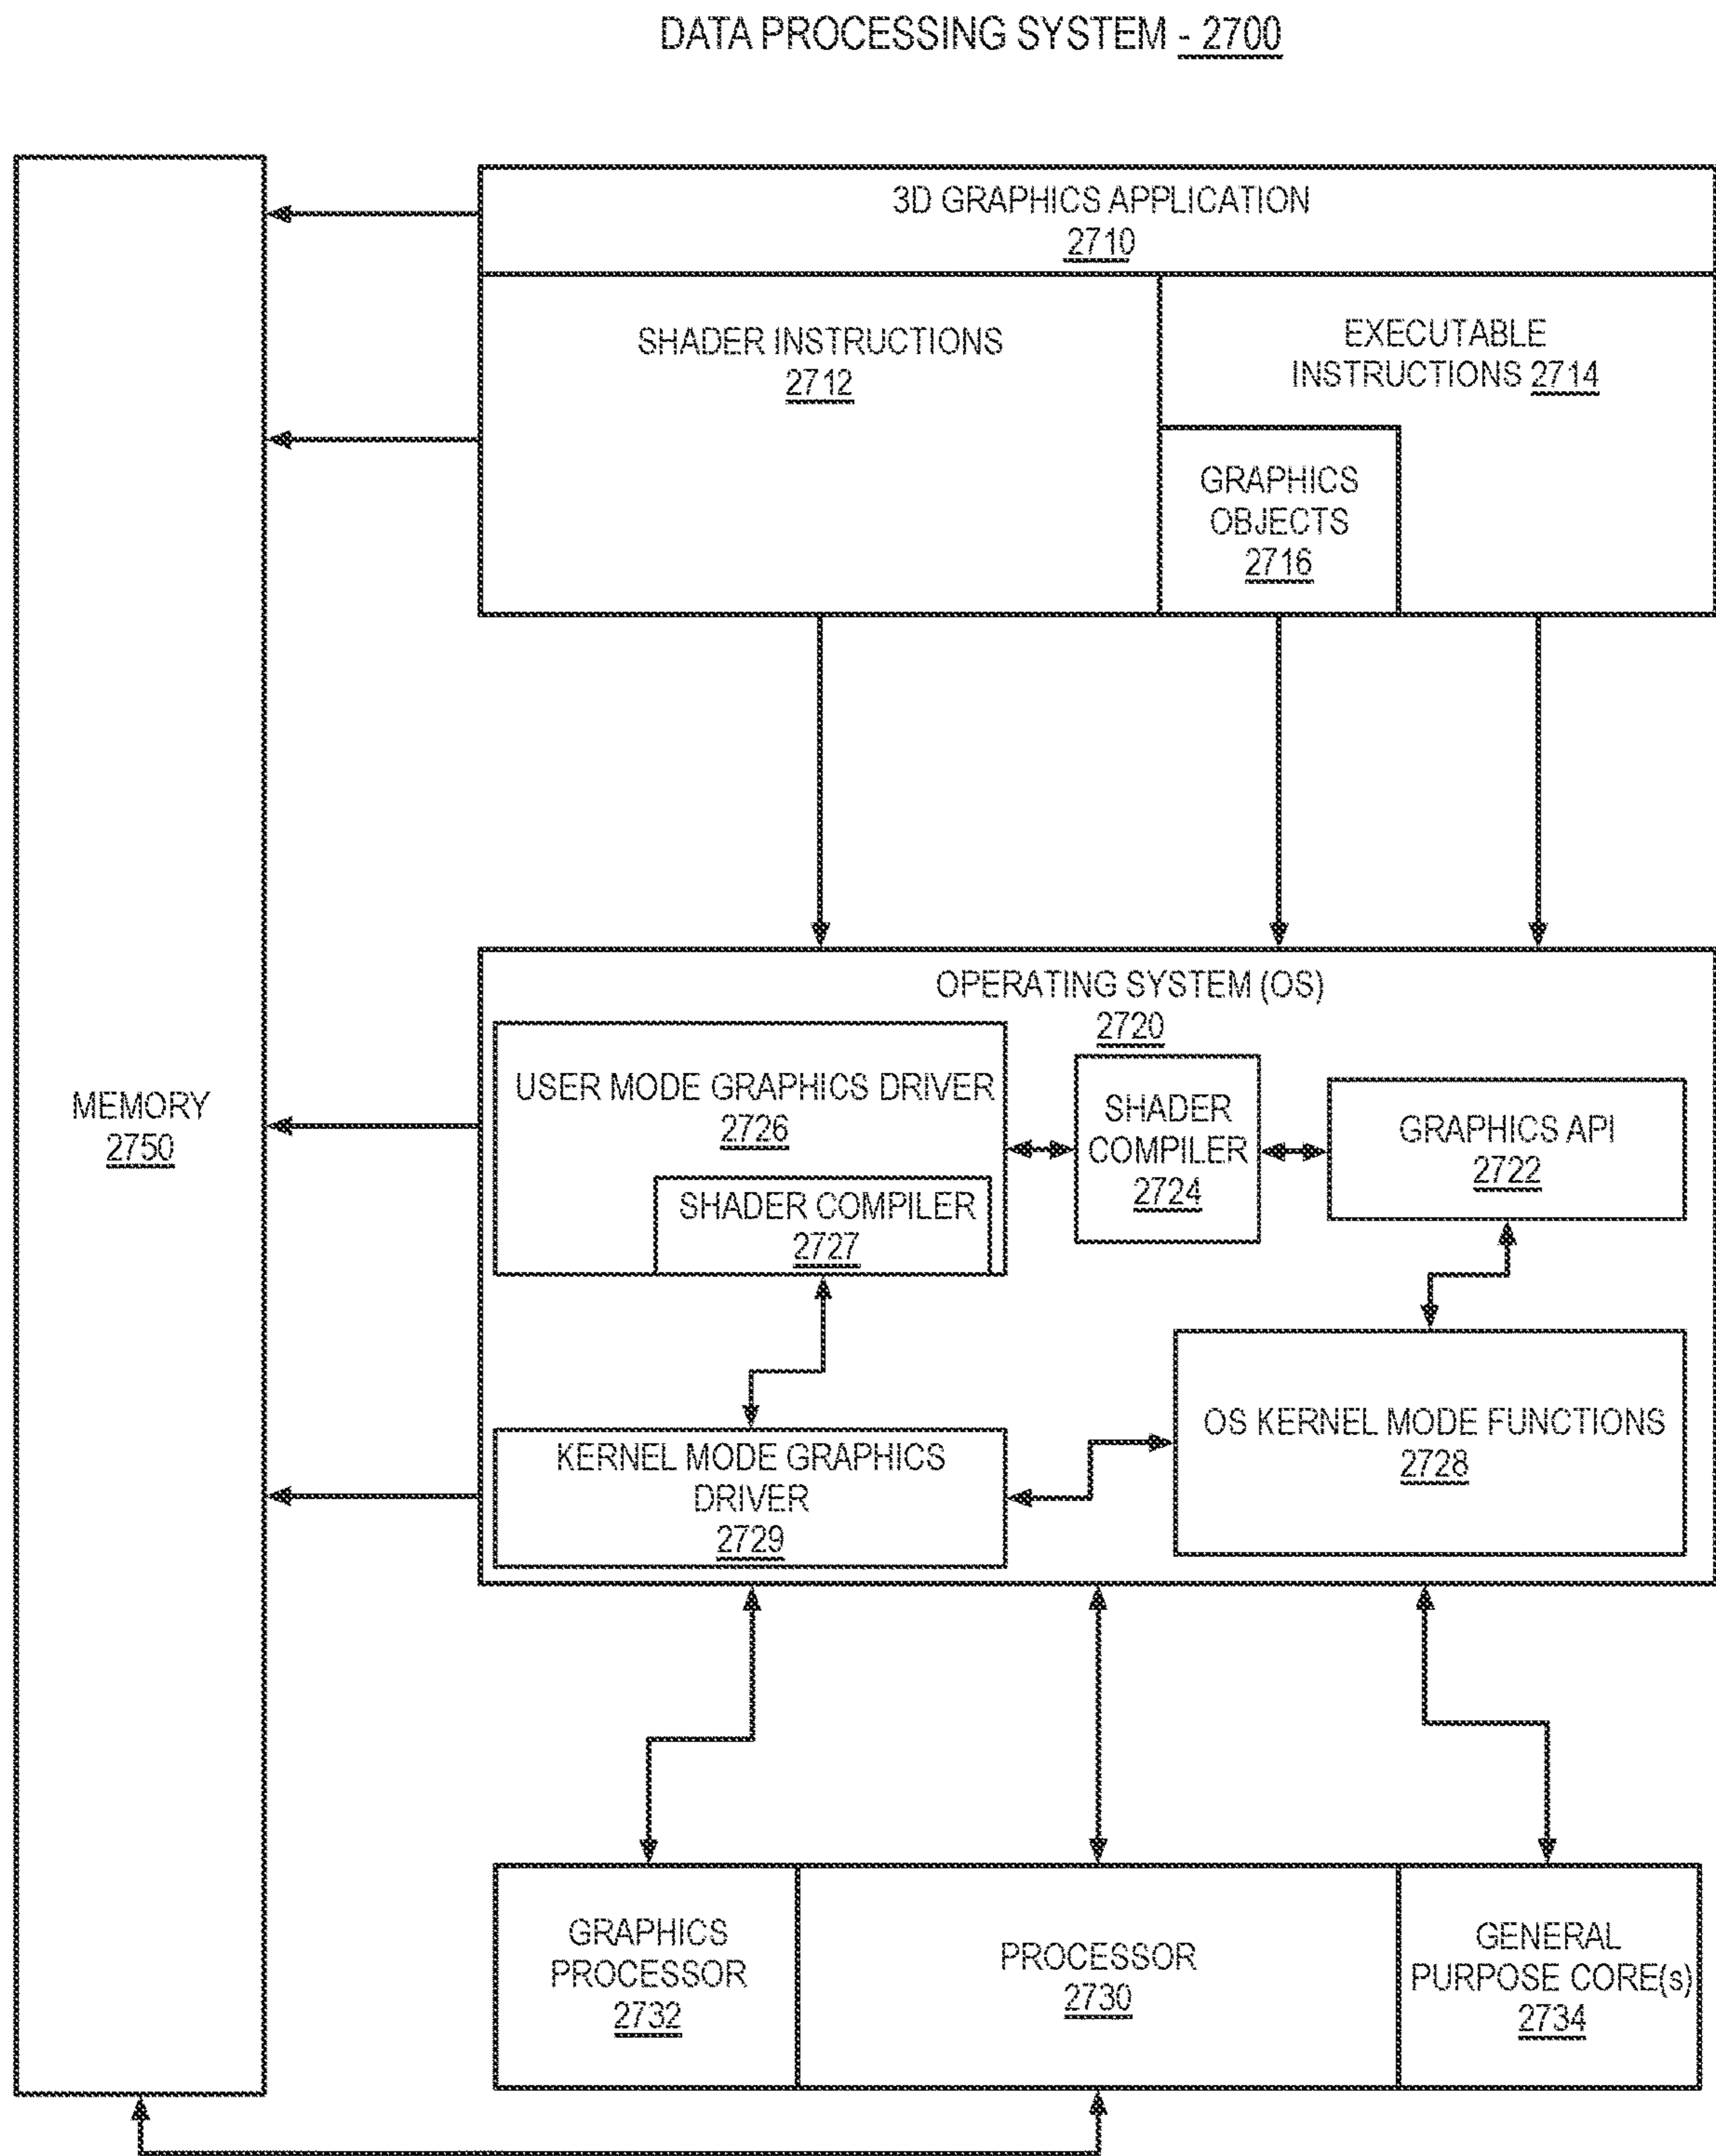 DATA PROCESSING SYSTEM - 2700
3D GRAPHICS APPLICATION
2710
SHADER INSTRUCTIONS
2712
EXECUTABLE
INSTRUCTIONS 2714
GRAPHICS
OBJECTS
2716
MEMORY
2750
OPERATING SYSTEM (OS)
2720
USER MODE GRAPHICS DRIVER
2726
SHADER COMPILER
2727
SHADER
COMPILER
2724
GRAPHICS API
2722
KERNEL MODE GRAPHICS
DRIVER
2729
OS KERNEL MODE FUNCTIONS
2728
GRAPHICS
PROCESSOR
2732
PROCESSOR
2730
GENERAL
PURPOSE CORE(s)
2734